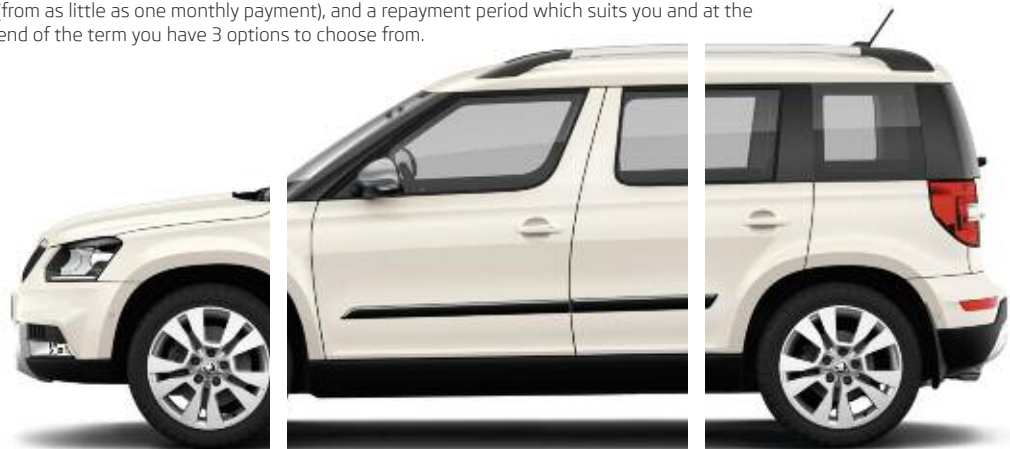 (from as little as one monthly payment), and a repayment period which suits you and at the
end of the term you have 3 options to choose from.